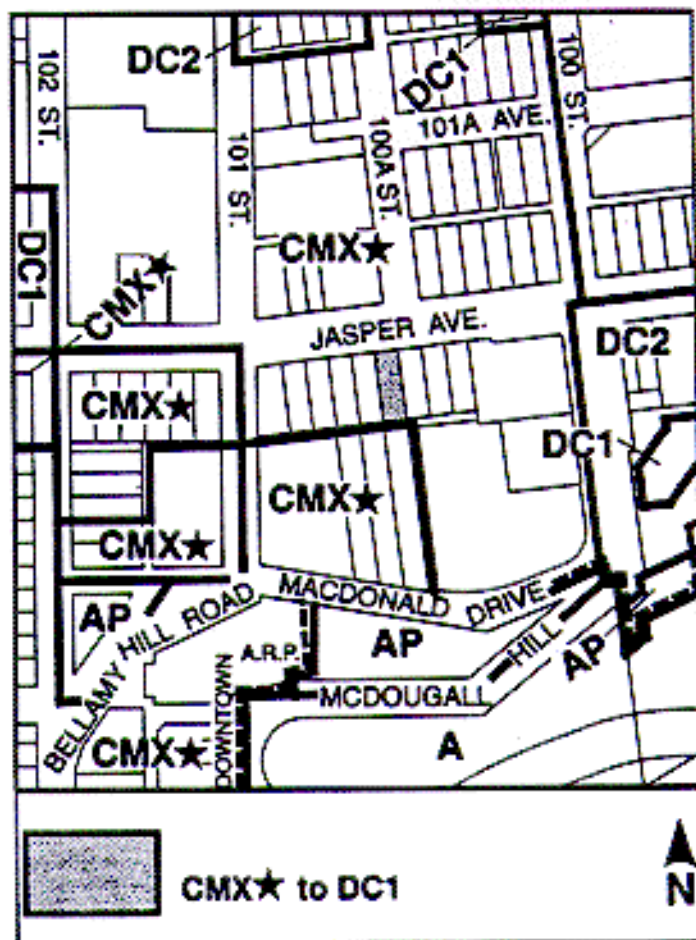 DC2
DC1
102 ST.
101 ST.
100A ST.
100 ST.
101A AVE.
DC1
CMX★
CMX★
JASPER AVE.
DC2
CMX★
DC1
CMX★
CMX★
MACDONALD DRIVE
AP
BELLAMY HILL ROAD
A.R.P.
DOWNTOWN
AP
MCDOUGALL HILL
AP
CMX★
A
CMX★ to DC1
N